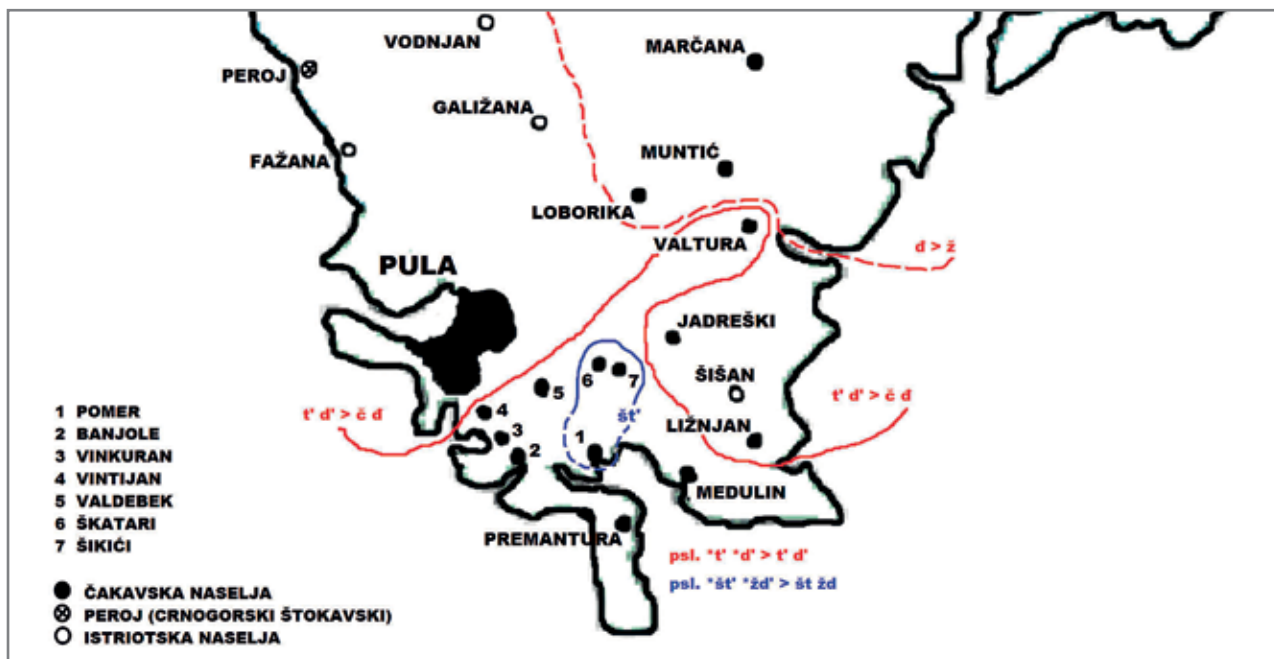 VODNJAN
MARČANA
PEROJ
GALIŽANA
FAŽANA
MUNTIĆ
LOBORIKA
VALTURA
đ > ž
PULA
JADREŠKI
6
7
ŠIŠAN
5
t' d' > č đ
4
št'
t' d' > č đ
LIŽNJAN
3
1
2
MEDULIN
PREMANTURA
1 POMER
2 BANJOLE
3 VINKURAN
4 VINTIJAN
5 VALDEBEK
6 ŠKATARI
7 ŠIKIĆI
psl. *t' *d' > t' d'
psl. *št' *žd' > št žd
ČAKAVSKA NASELJA
PEROJ (CRNOGORSKI ŠTOKAVSKI)
ISTRIOTSKA NASELJA